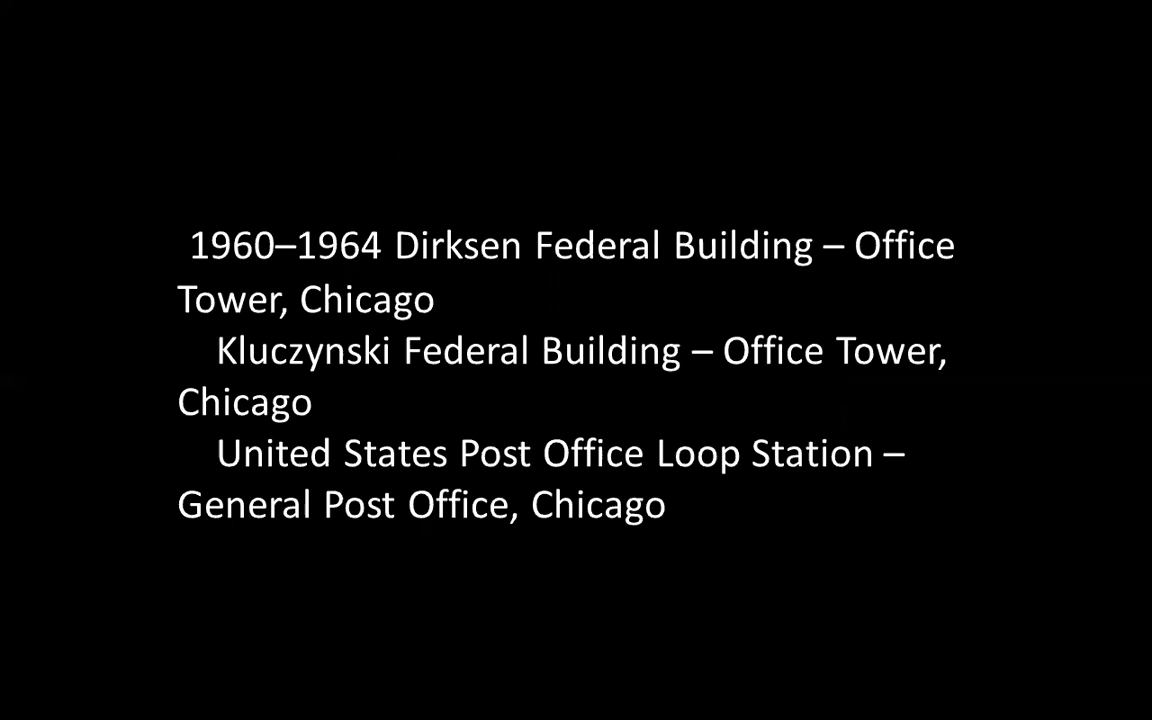 1960–1964 Dirksen Federal Building – Office
Tower, Chicago
Kluczynski Federal Building – Office Tower,
Chicago
United States Post Office Loop Station –
General Post Office, Chicago